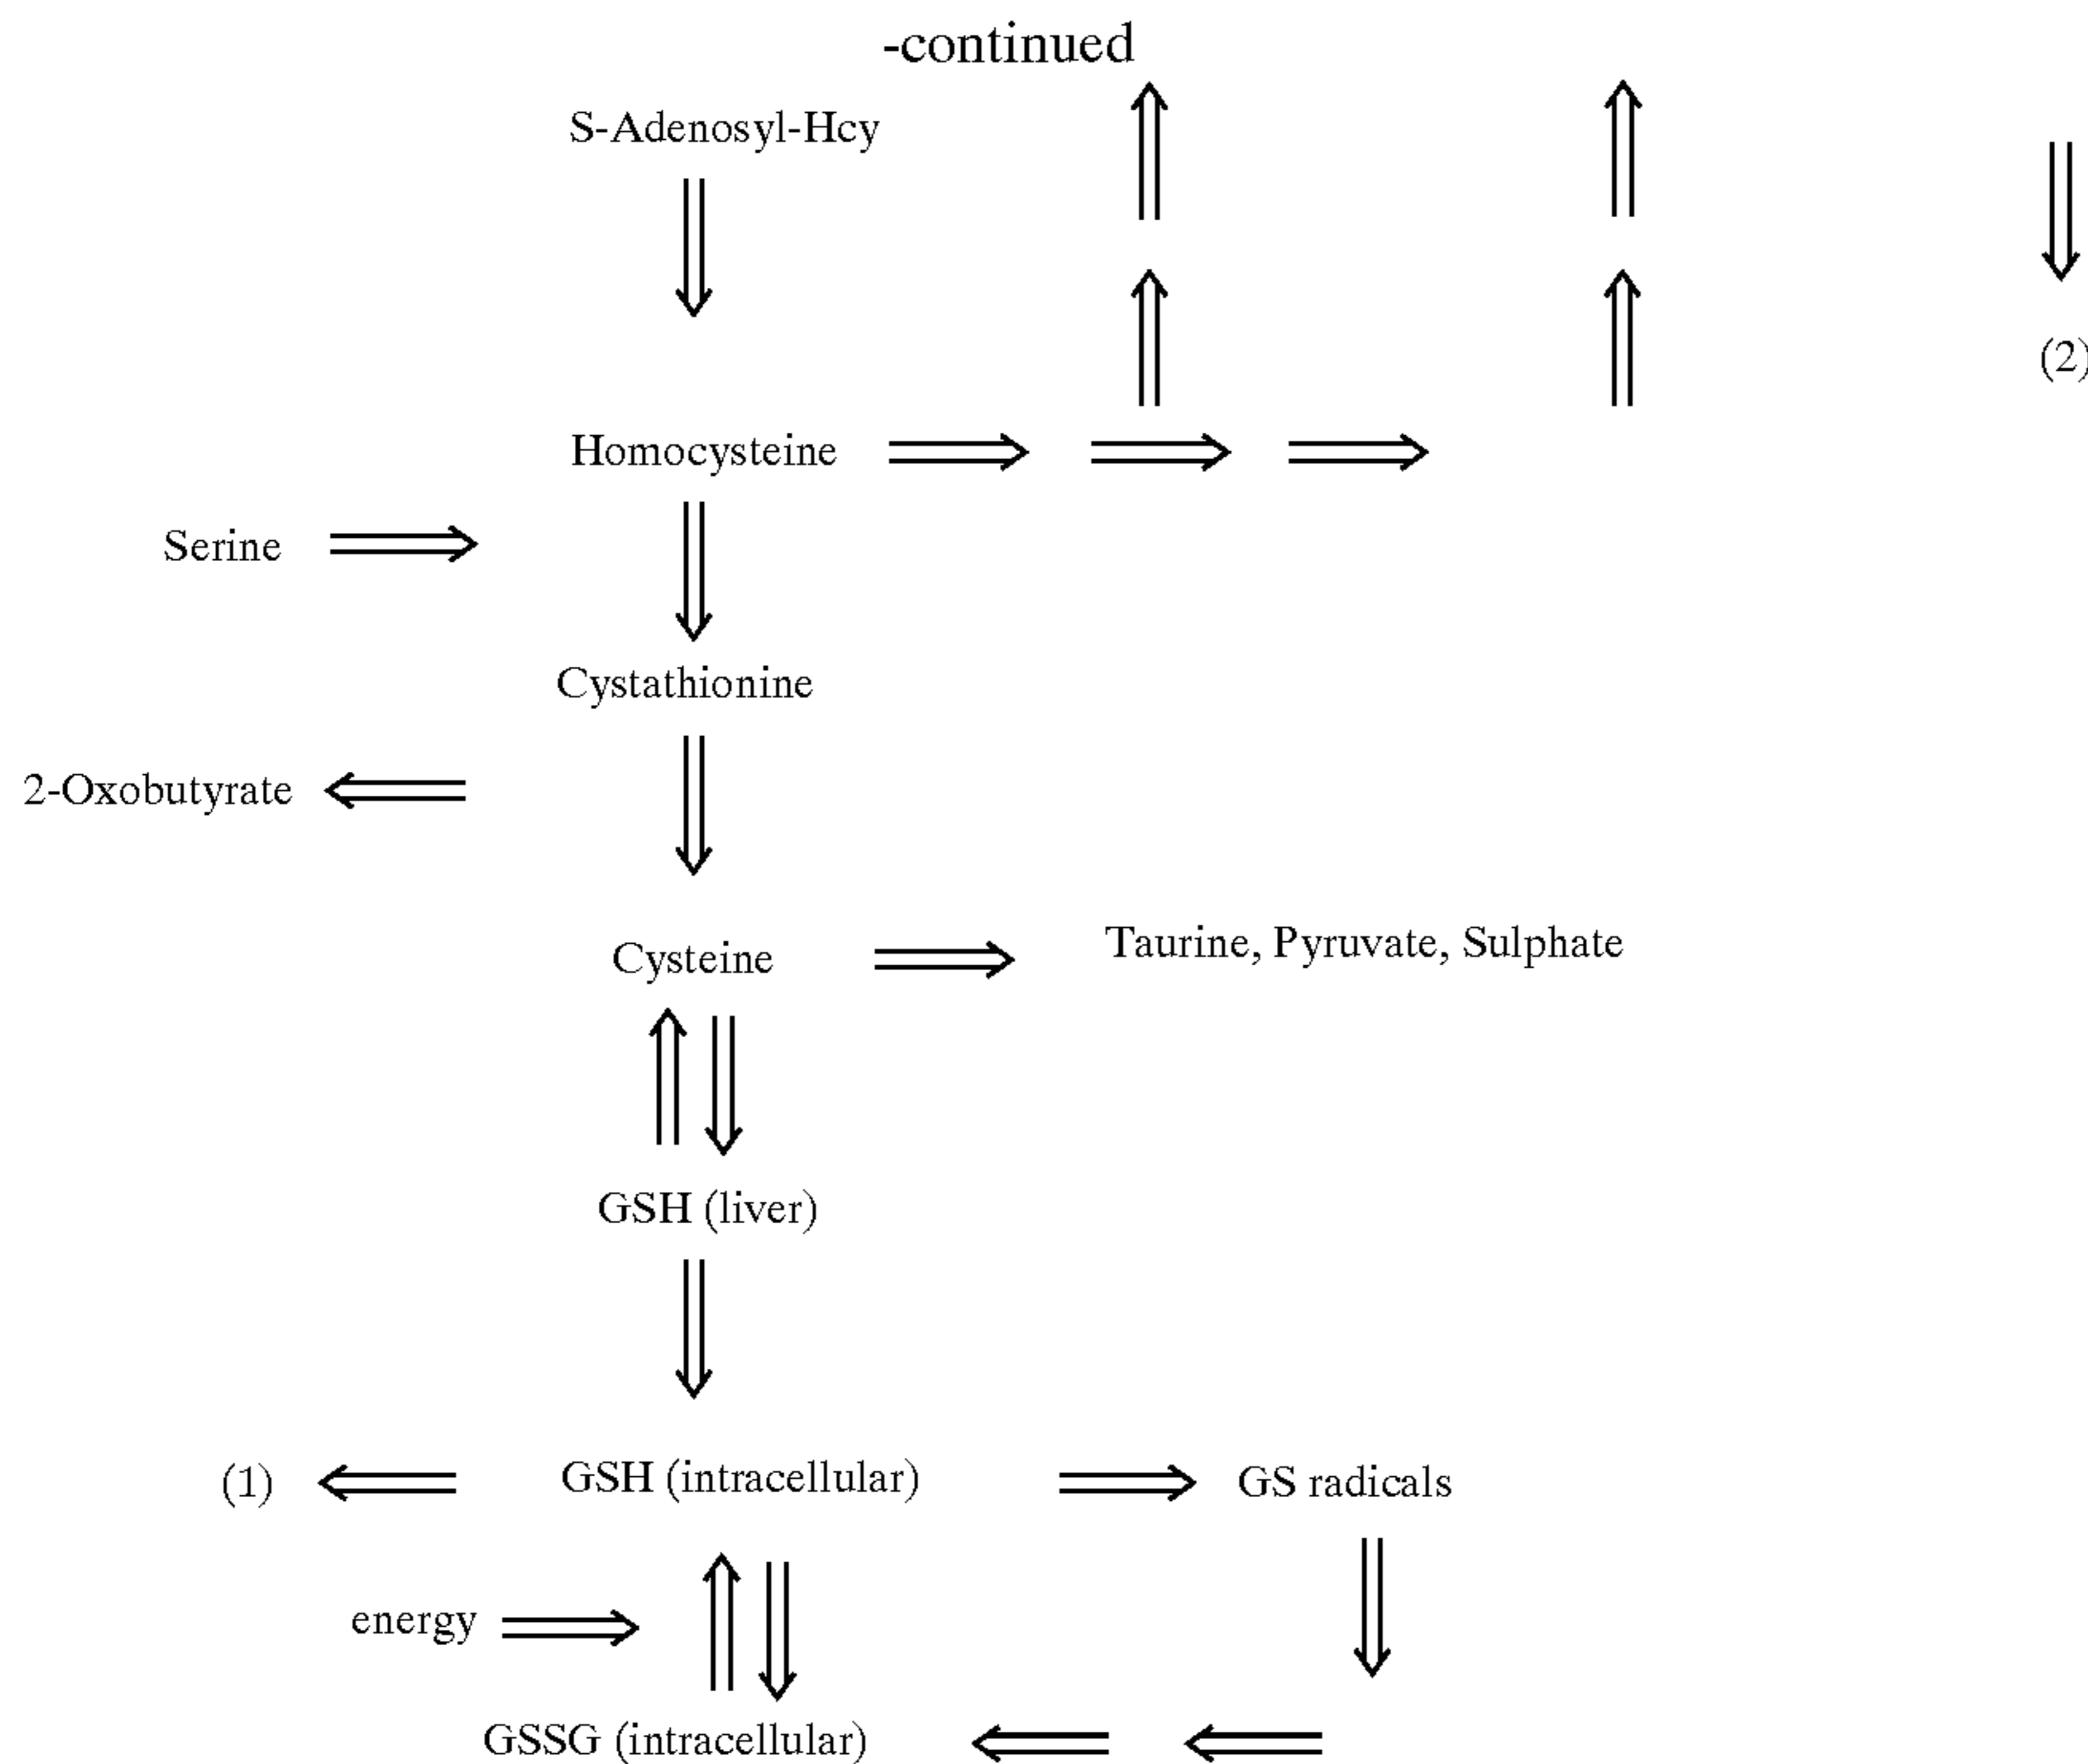 -continued
S-Adenosyl-Hcy
(2)
Homocysteine
Serine
Cystathionine
2-Oxobutyrate
Cysteine
Taurine, Pyruvate, Sulphate
GSH (liver)
(1)
GSH (intracellular)
GS radicals
energy
GSSG (intracellular)